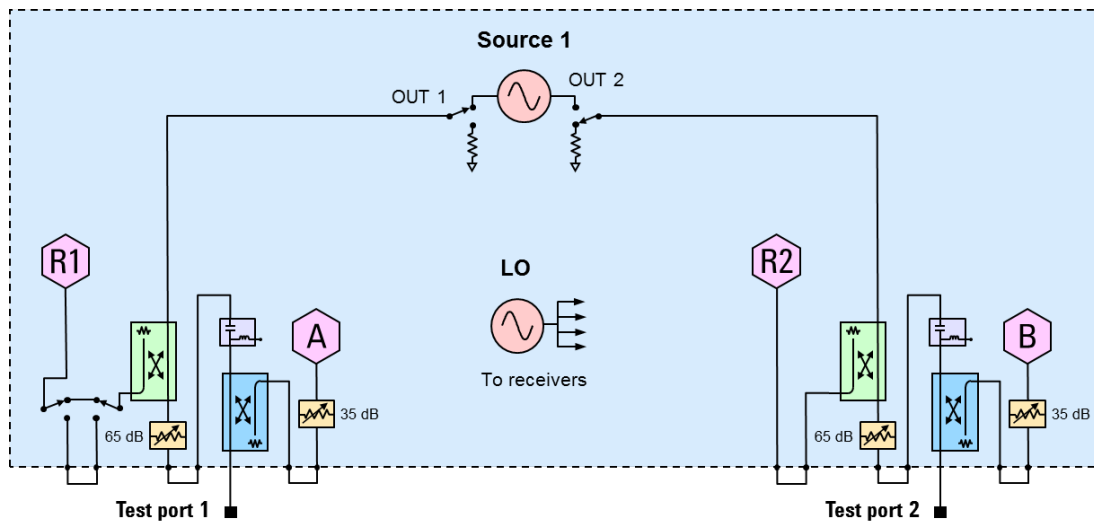 Source 1
OUT 1
OUT 2
R1
R2
LO
A
B
To receivers
65 dB
35 dB
65 dB
35 dB
Test port 1
Test port 2